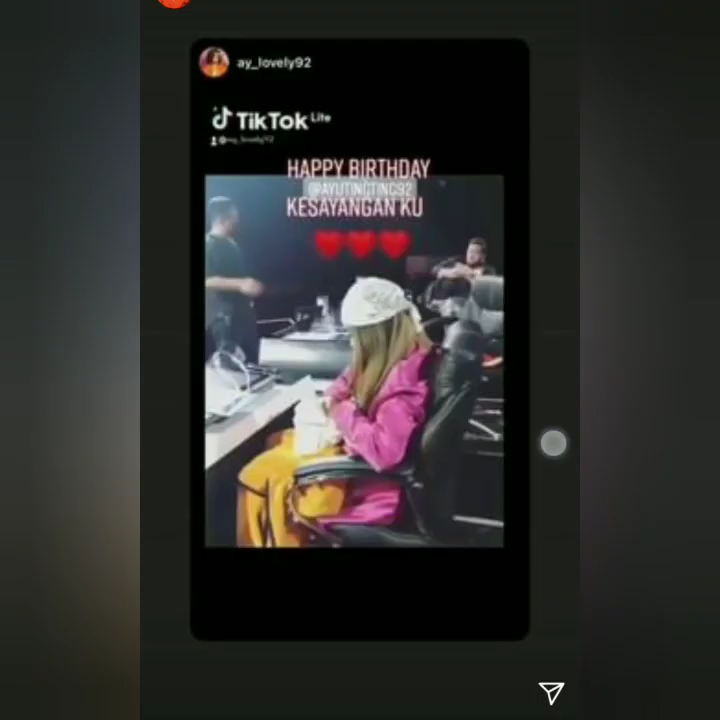 ay_lovely92
TikTok Lite
HAPPY BIRTHDAY
@AYUTINGTING92
KESAYANGAN KU